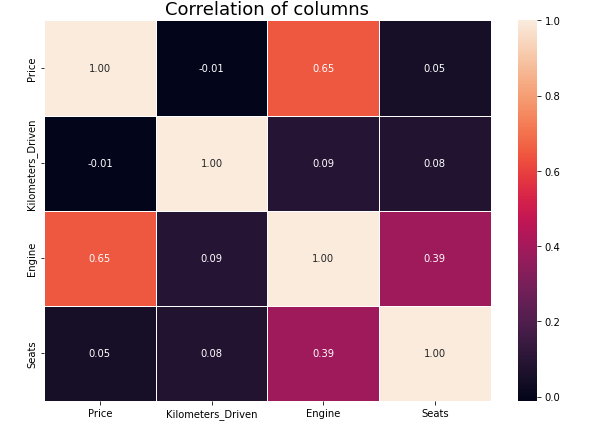 Correlation of columns
Price
1.00
-0.01
0.65
0.05
Kilometers_Driven
-0.01
1.00
0.09
0.08
Engine
0.65
0.09
1.00
0.39
Seats
0.05
0.08
0.39
1.00
Price
Kilometers_Driven
Engine
Seats
1.0
0.8
0.6
0.4
0.2
0.0